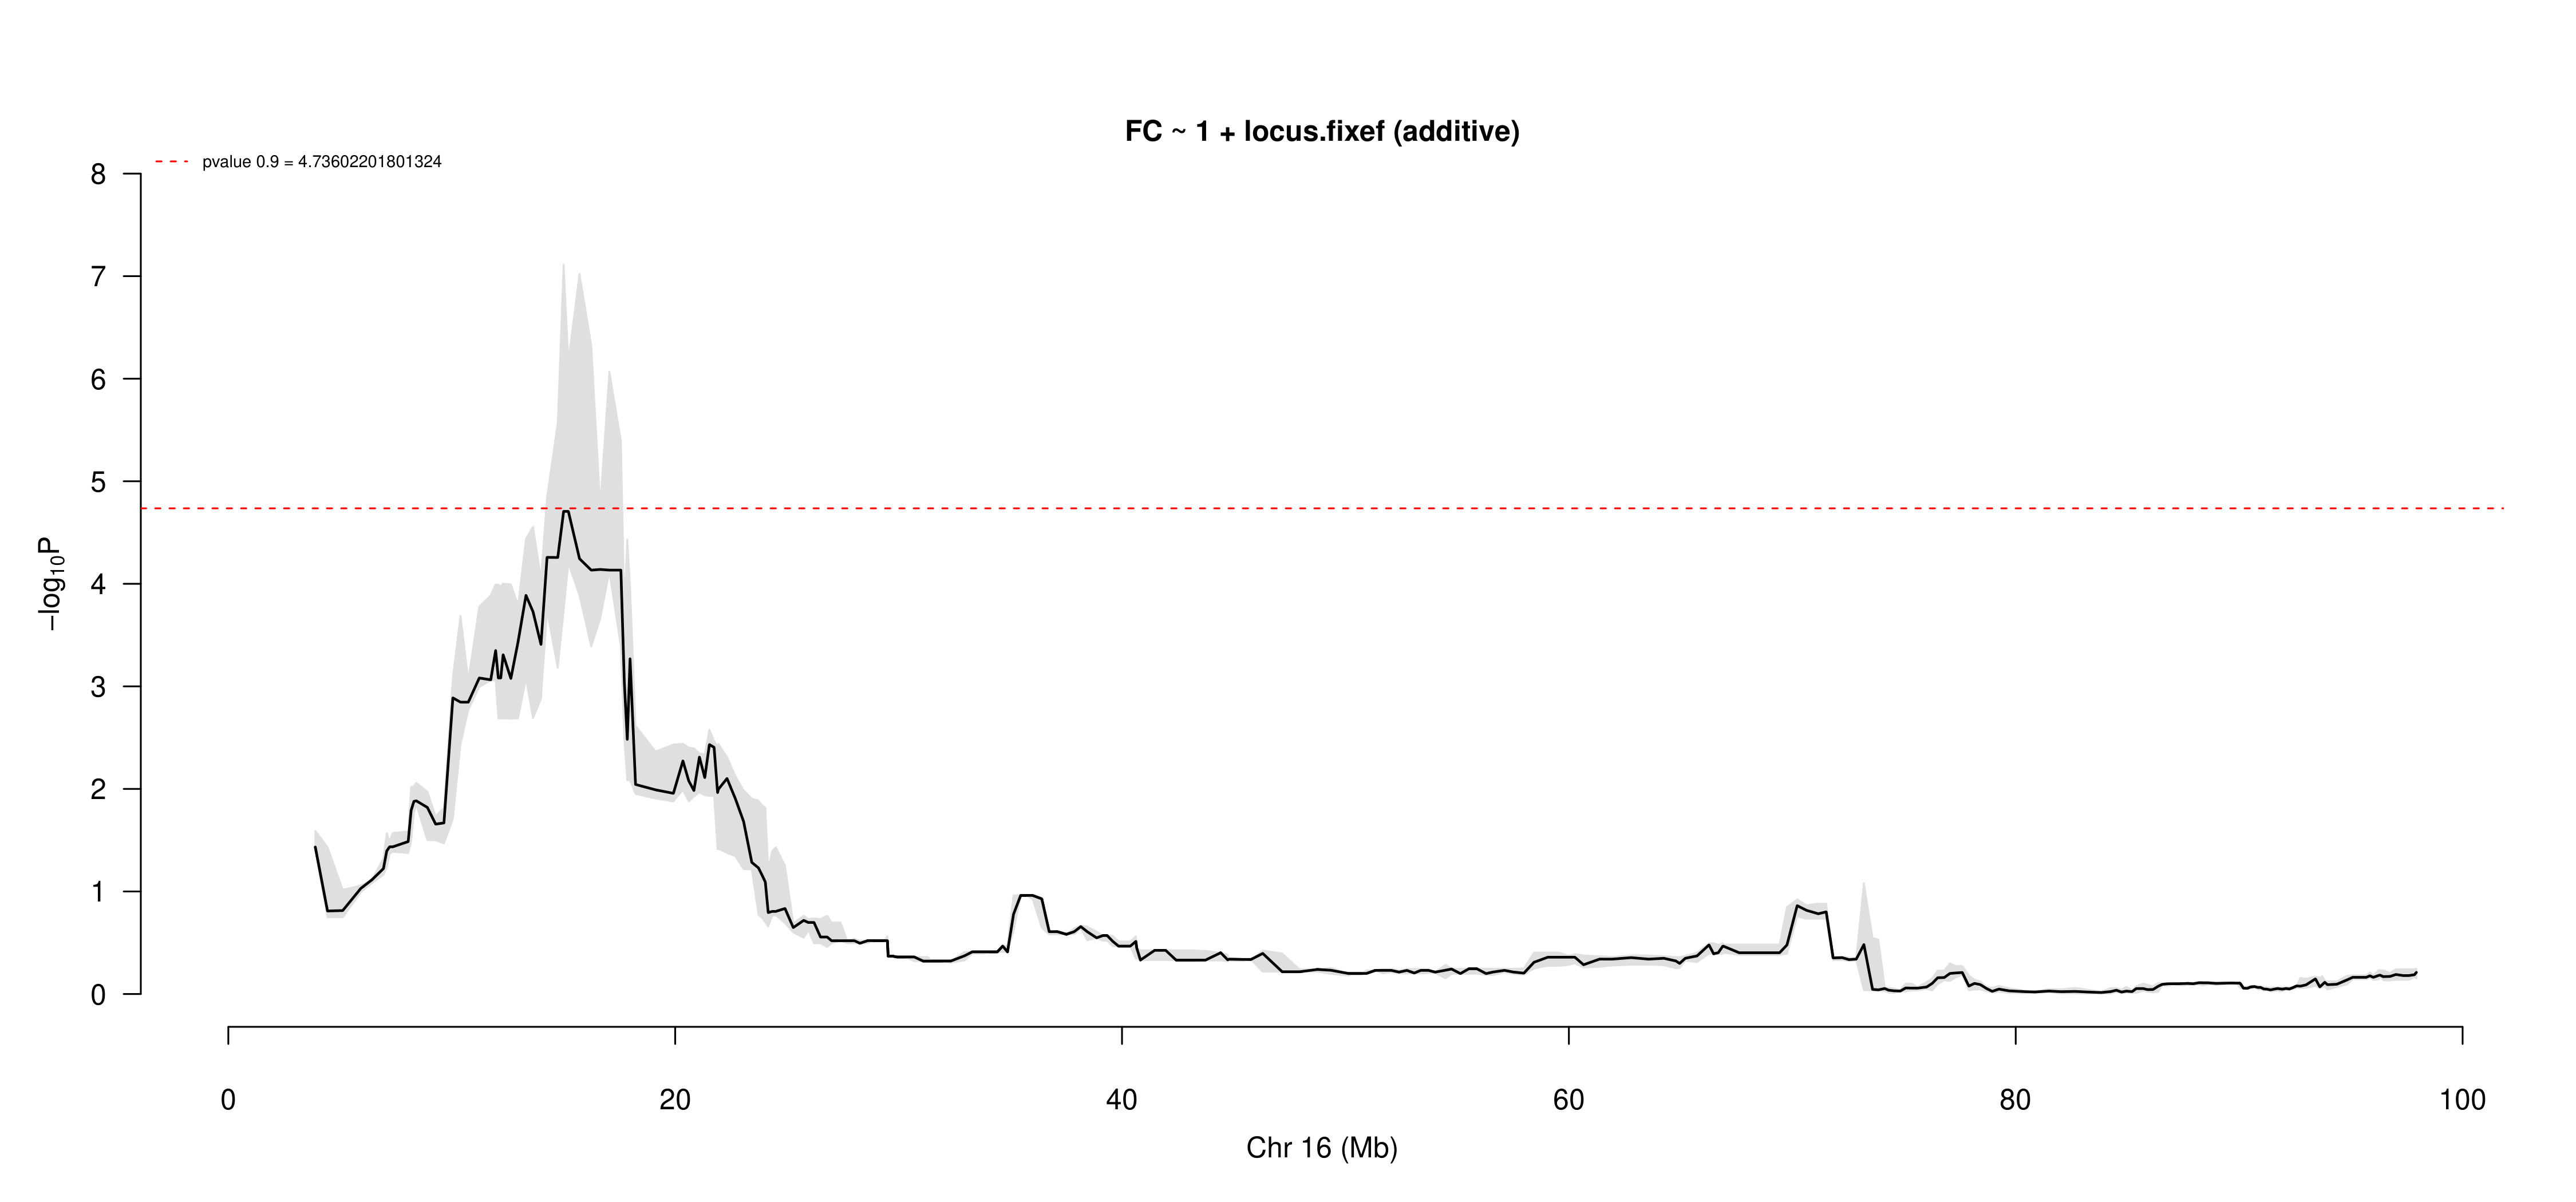 FC ~ 1 + locus.fixef (additive)
pvalue 0.9 = 4.73602201801324
8
7
6
5
4
3
2
1
0
−log10P
0 20 40 60 80 100
Chr 16 (Mb)